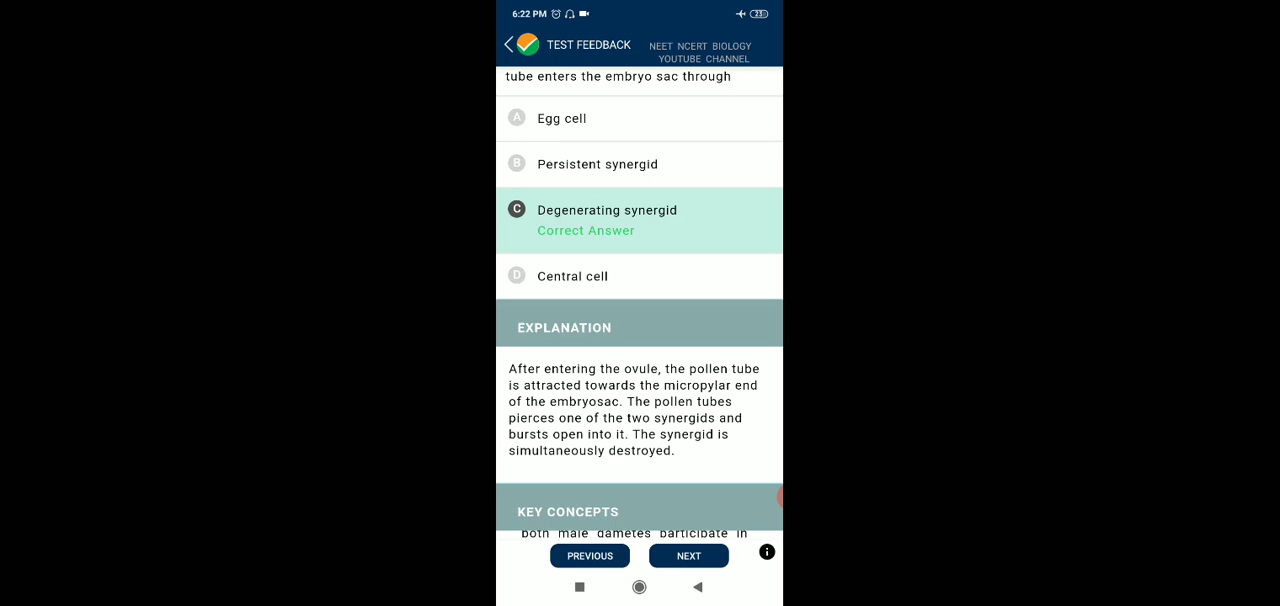 6:22 PM 23
TEST FEEDBACK NEET NCERT BIOLOGY
YOUTUBE CHANNEL
tube enters the embryo sac through
A Egg cell
B Persistent synergid
C Degenerating synergid
Correct Answer
D Central cell
EXPLANATION
After entering the ovule, the pollen tube
is attracted towards the micropylar end
of the embryosac. The pollen tubes
pierces one of the two synergids and
bursts open into it. The synergid is
simultaneously destroyed.
KEY CONCEPTS
both male gametes participate in
PREVIOUS NEXT